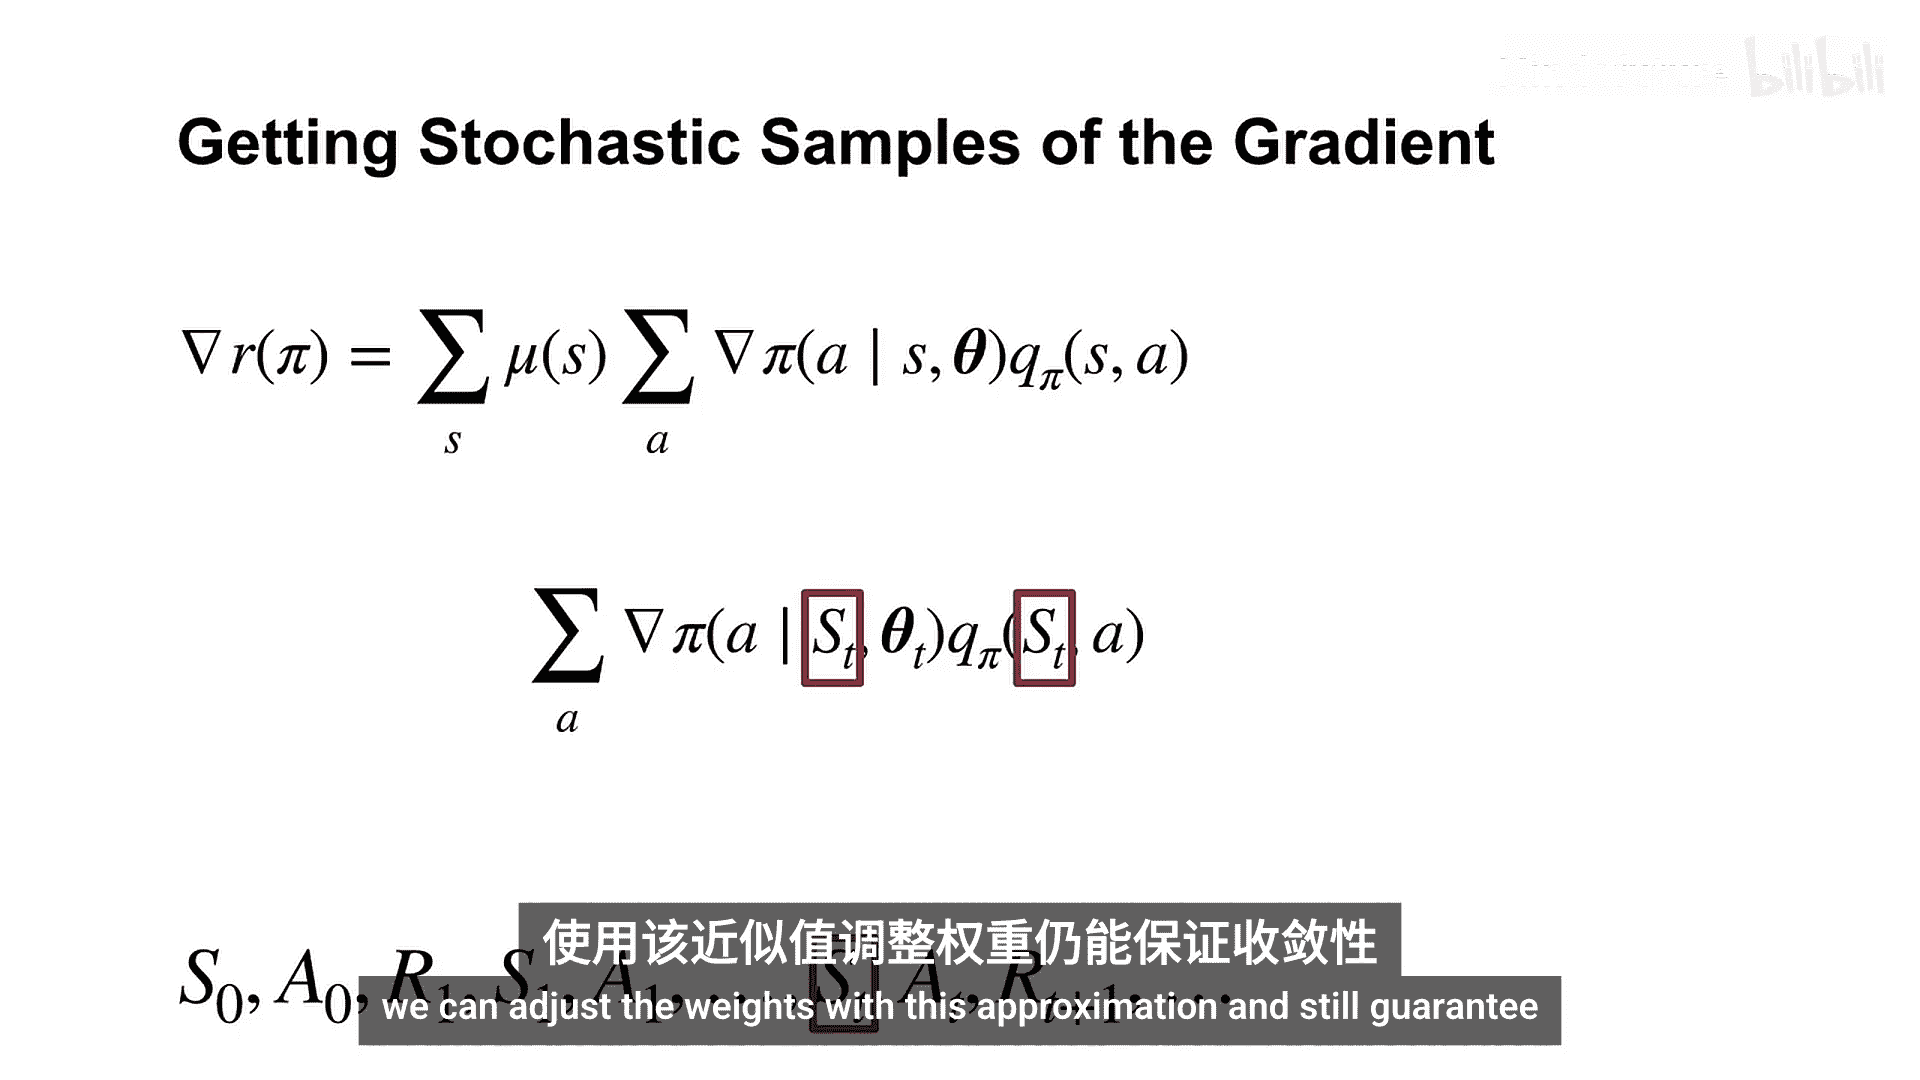 bilibili
Getting Stochastic Samples of the Gradient
∇r(π) = ∑_s μ(s) ∑_a ∇π(a | s, θ)q_π(s, a)
∑_a ∇π(a | S_t, θ_t)q_π(S_t, a)
使用该近似值调整权重仍能保证收敛性
S_0, A_0, R_1, S_1, A_1, …, S_t, A_t, R_{t+1}, …
we can adjust the weights with this approximation and still guarantee